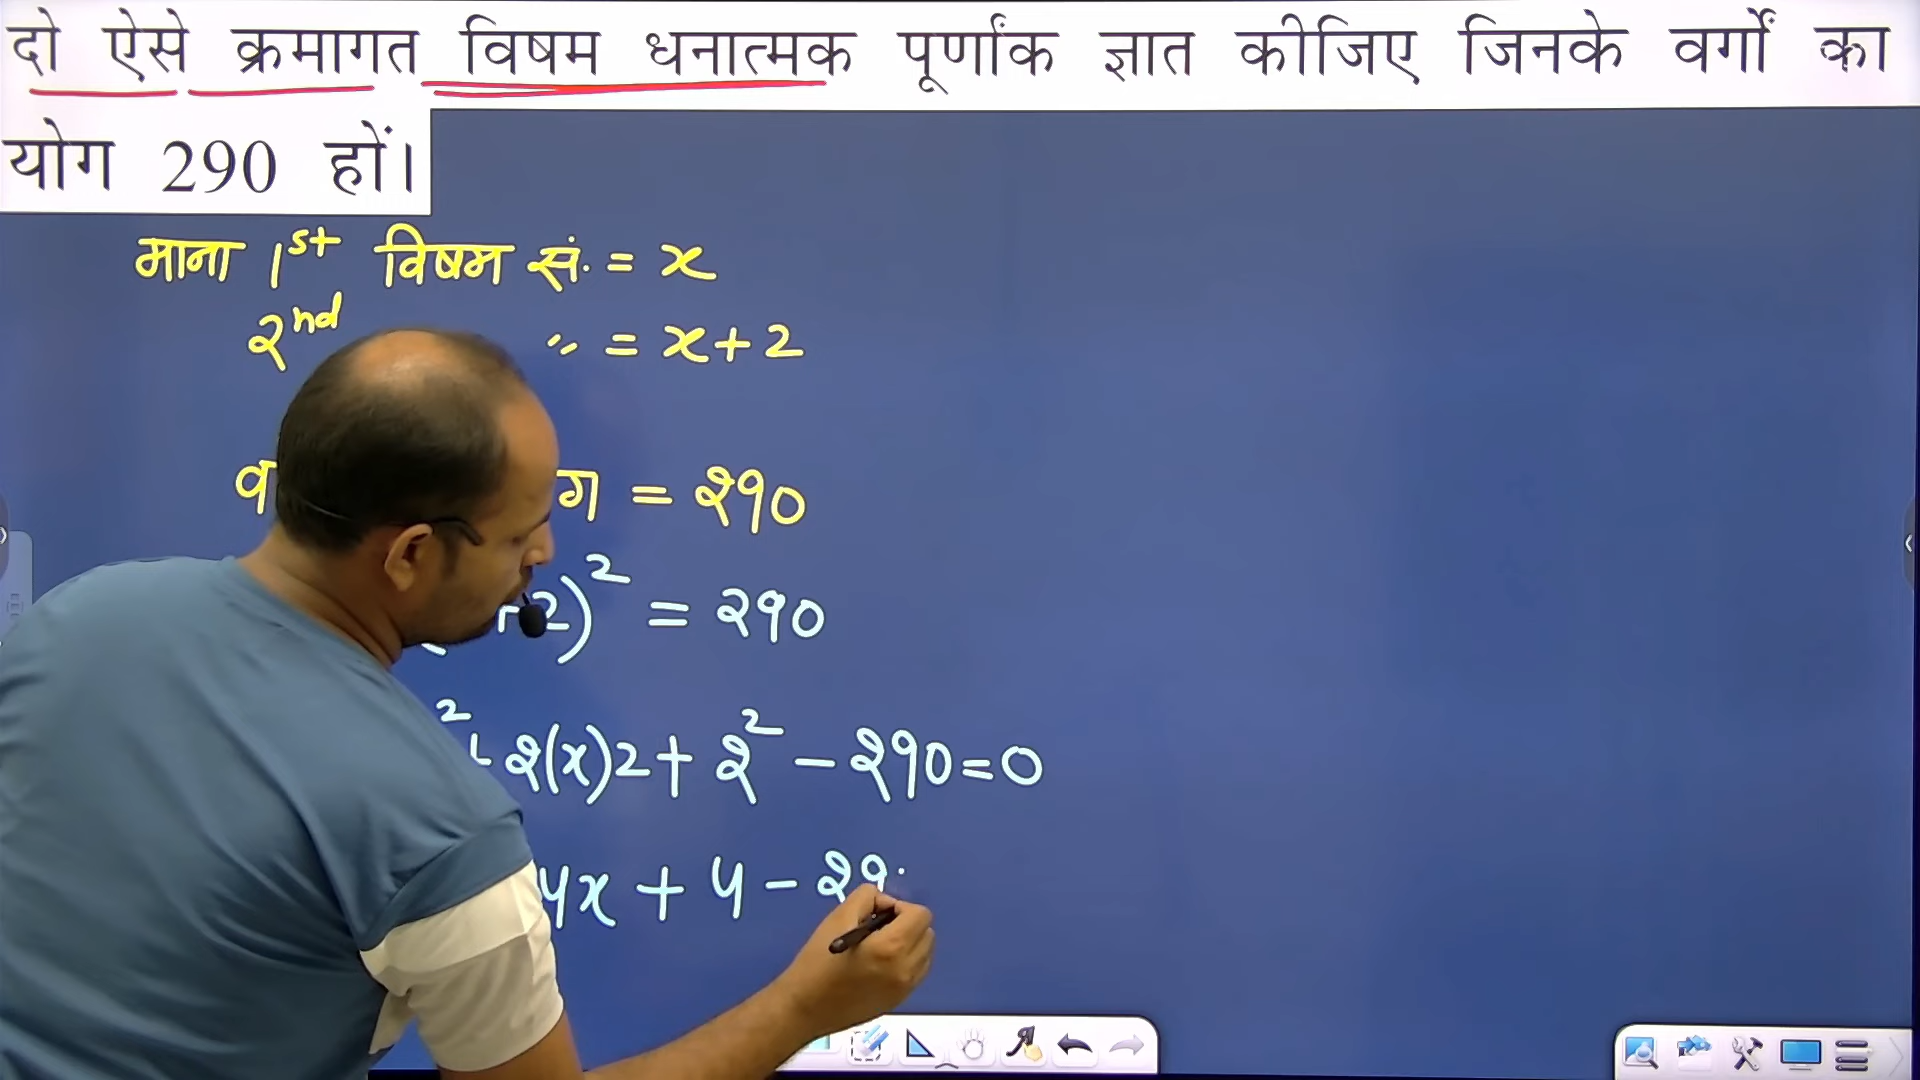 दो ऐसे क्रमागत विषम धनात्मक पूर्णांक ज्ञात कीजिए जिनके वर्गों का
योग 290 हों।
माना 1st विषम सं. = x
2nd 〃 = x+2
= 290
2)² = 290
2(x)2 + 2² - 290 = 0
4x + 4 - 29